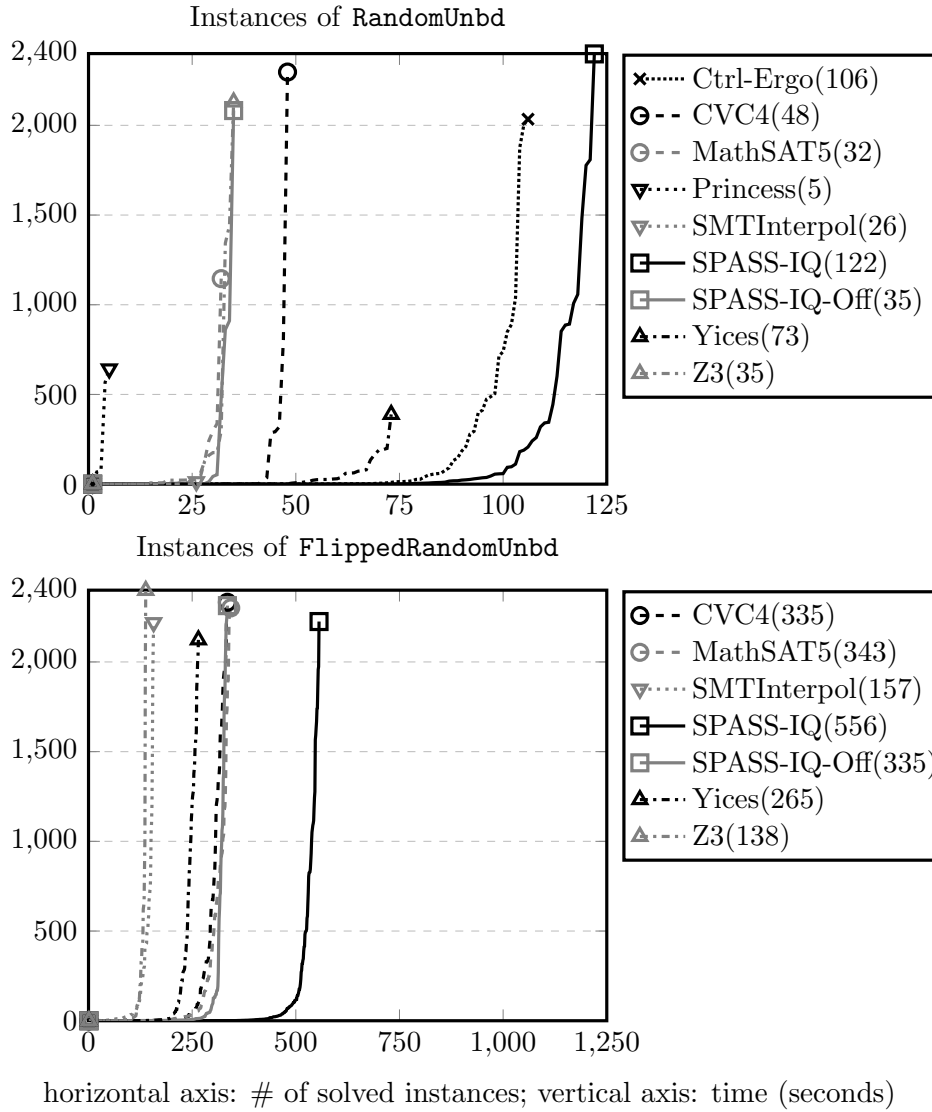 Instances of RandomUnbd
2,400
2,000
1,500
1,000
500
0
0 25 50 75 100 125
Ctrl-Ergo(106)
CVC4(48)
MathSAT5(32)
Princess(5)
SMTInterpol(26)
SPASS-IQ(122)
SPASS-IQ-Off(35)
Yices(73)
Z3(35)
Instances of FlippedRandomUnbd
2,400
2,000
1,500
1,000
500
0
0 250 500 750 1,000 1,250
CVC4(335)
MathSAT5(343)
SMTInterpol(157)
SPASS-IQ(556)
SPASS-IQ-Off(335)
Yices(265)
Z3(138)
horizontal axis: # of solved instances; vertical axis: time (seconds)